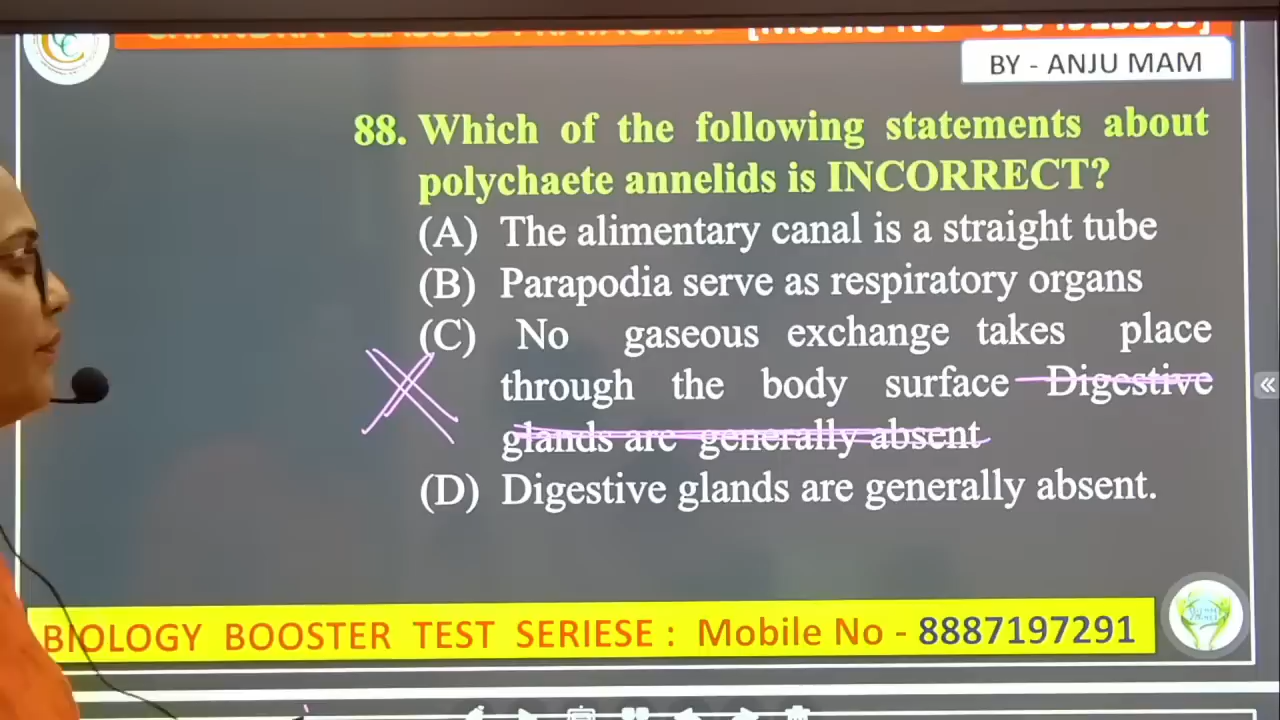 BY - ANJU MAM
88. Which of the following statements about
polychaete annelids is INCORRECT?
(A) The alimentary canal is a straight tube
(B) Parapodia serve as respiratory organs
(C) No gaseous exchange takes place
through the body surface Digestive
glands are generally absent
(D) Digestive glands are generally absent.
BIOLOGY BOOSTER TEST SERIESE : Mobile No - 8887197291